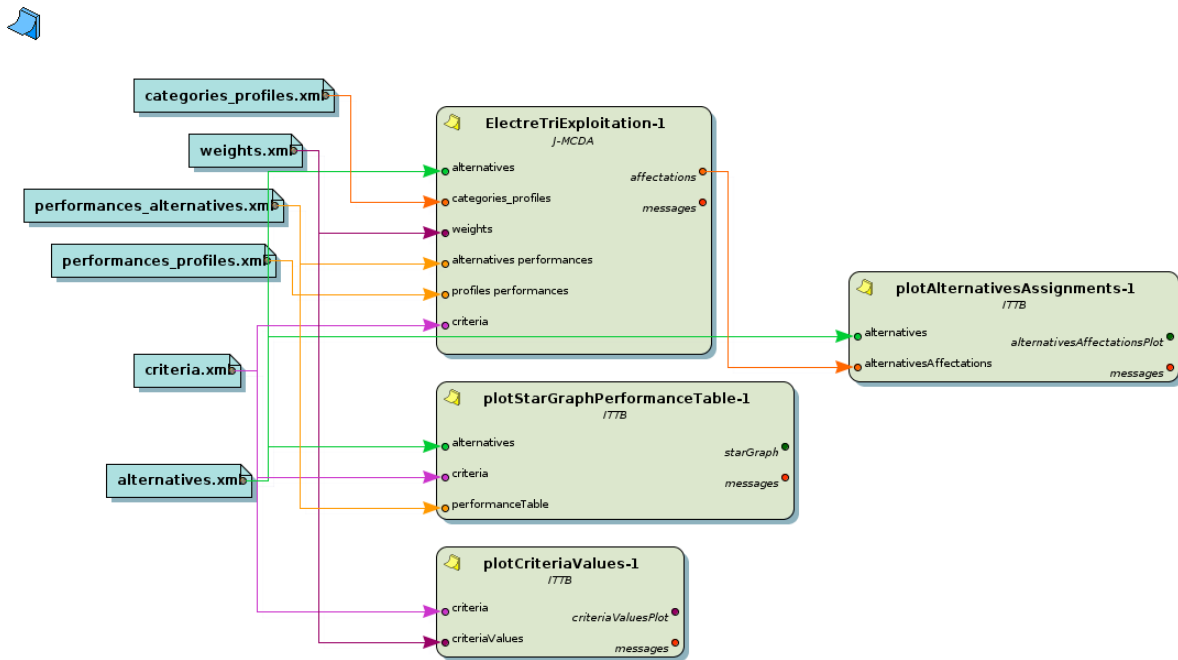 categories_profiles.xml
weights.xml
performances_alternatives.xml
performances_profiles.xml
criteria.xml
alternatives.xml
ElectreTriExploitation-1
J-MCDA
alternatives
affectations
categories_profiles
messages
weights
alternatives performances
profiles performances
criteria
plotAlternativesAssignments-1
ITTB
alternatives
alternativesAffectationsPlot
alternativesAffectations
messages
plotStarGraphPerformanceTable-1
ITTB
alternatives
starGraph
criteria
messages
performanceTable
plotCriteriaValues-1
ITTB
criteria
criteriaValuesPlot
criteriaValues
messages